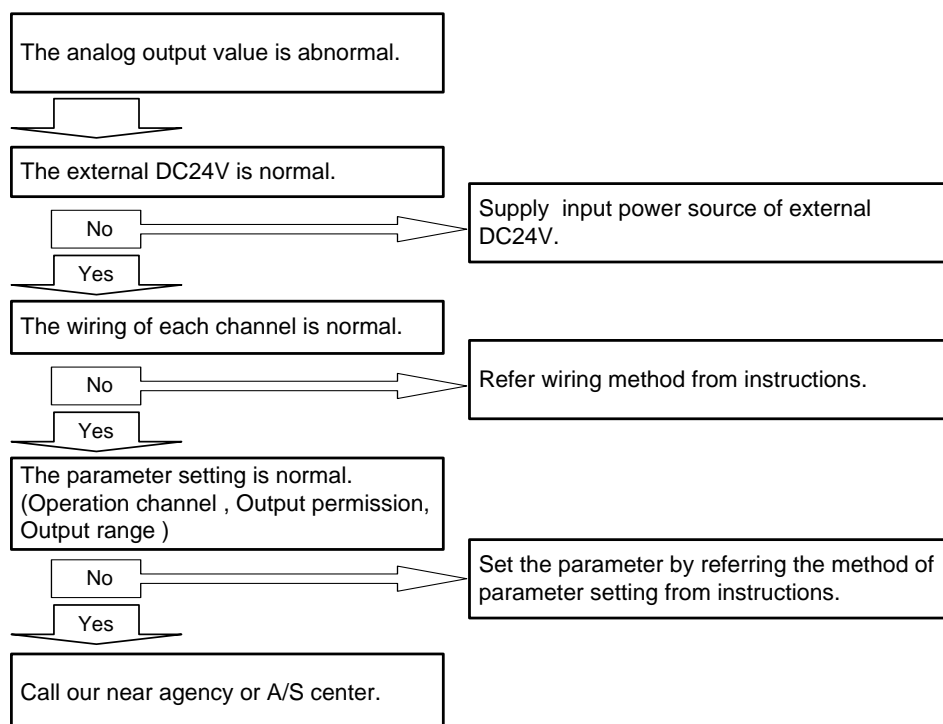 The analog output value is abnormal.
The external DC24V is normal.
No
Supply  input power source of external
DC24V.
Yes
The wiring of each channel is normal.
No
Refer wiring method from instructions.
Yes
The parameter setting is normal.
(Operation channel , Output permission,
Output range )
No
Set the parameter by referring the method of
parameter setting from instructions.
Yes
Call our near agency or A/S center.